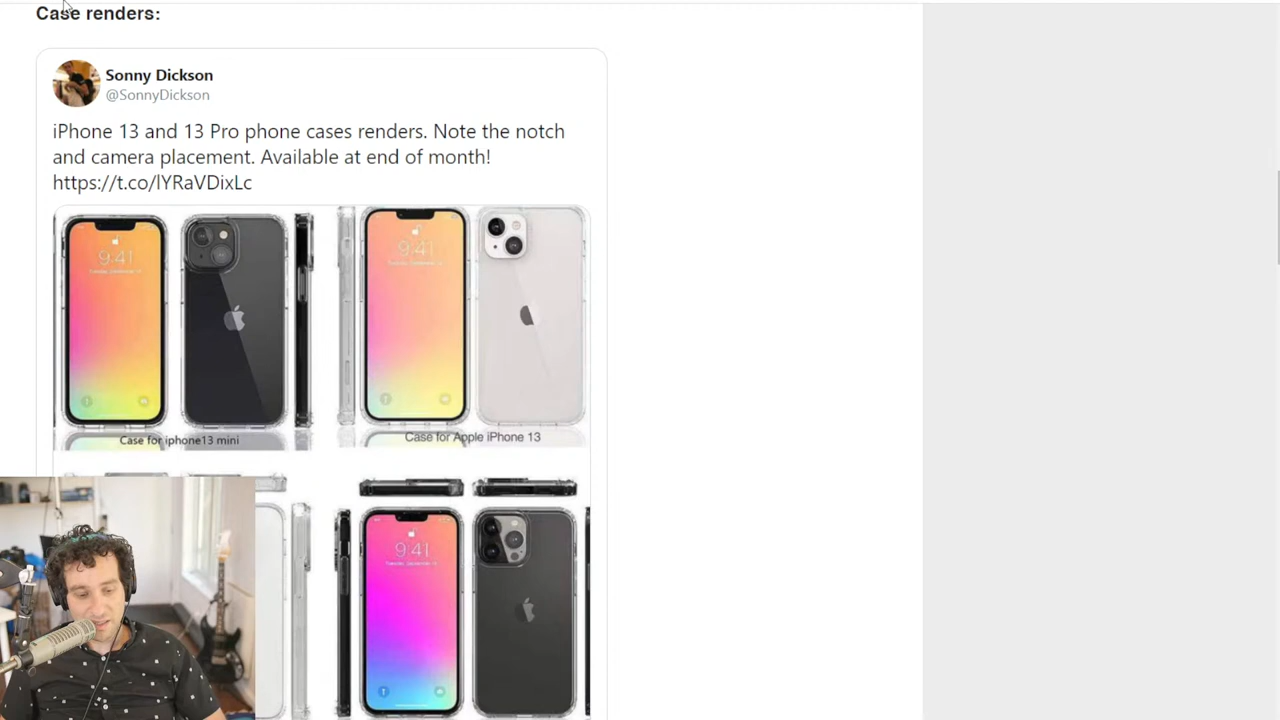 Case renders:
Sonny Dickson
@SonnyDickson
iPhone 13 and 13 Pro phone cases renders. Note the notch
and camera placement. Available at end of month!
https://t.co/lYRaVDixLc
9:41
9:41
Case for iphone13 mini
Case for Apple iPhone 13
9:41